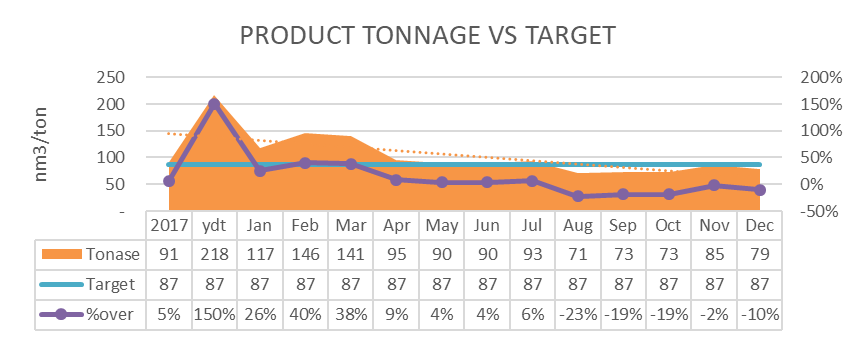 PRODUCT TONNAGE VS TARGET
250 200%
200 150%
150 100%
100 50%
50 0%
- -50%
nm3/ton
2017 ydt Jan Feb Mar Apr May Jun Jul Aug Sep Oct Nov Dec
Tonase 91 218 117 146 141 95 90 90 93 71 73 73 85 79
Target 87 87 87 87 87 87 87 87 87 87 87 87 87 87
%over 5% 150% 26% 40% 38% 9% 4% 4% 6% -23% -19% -19% -2% -10%